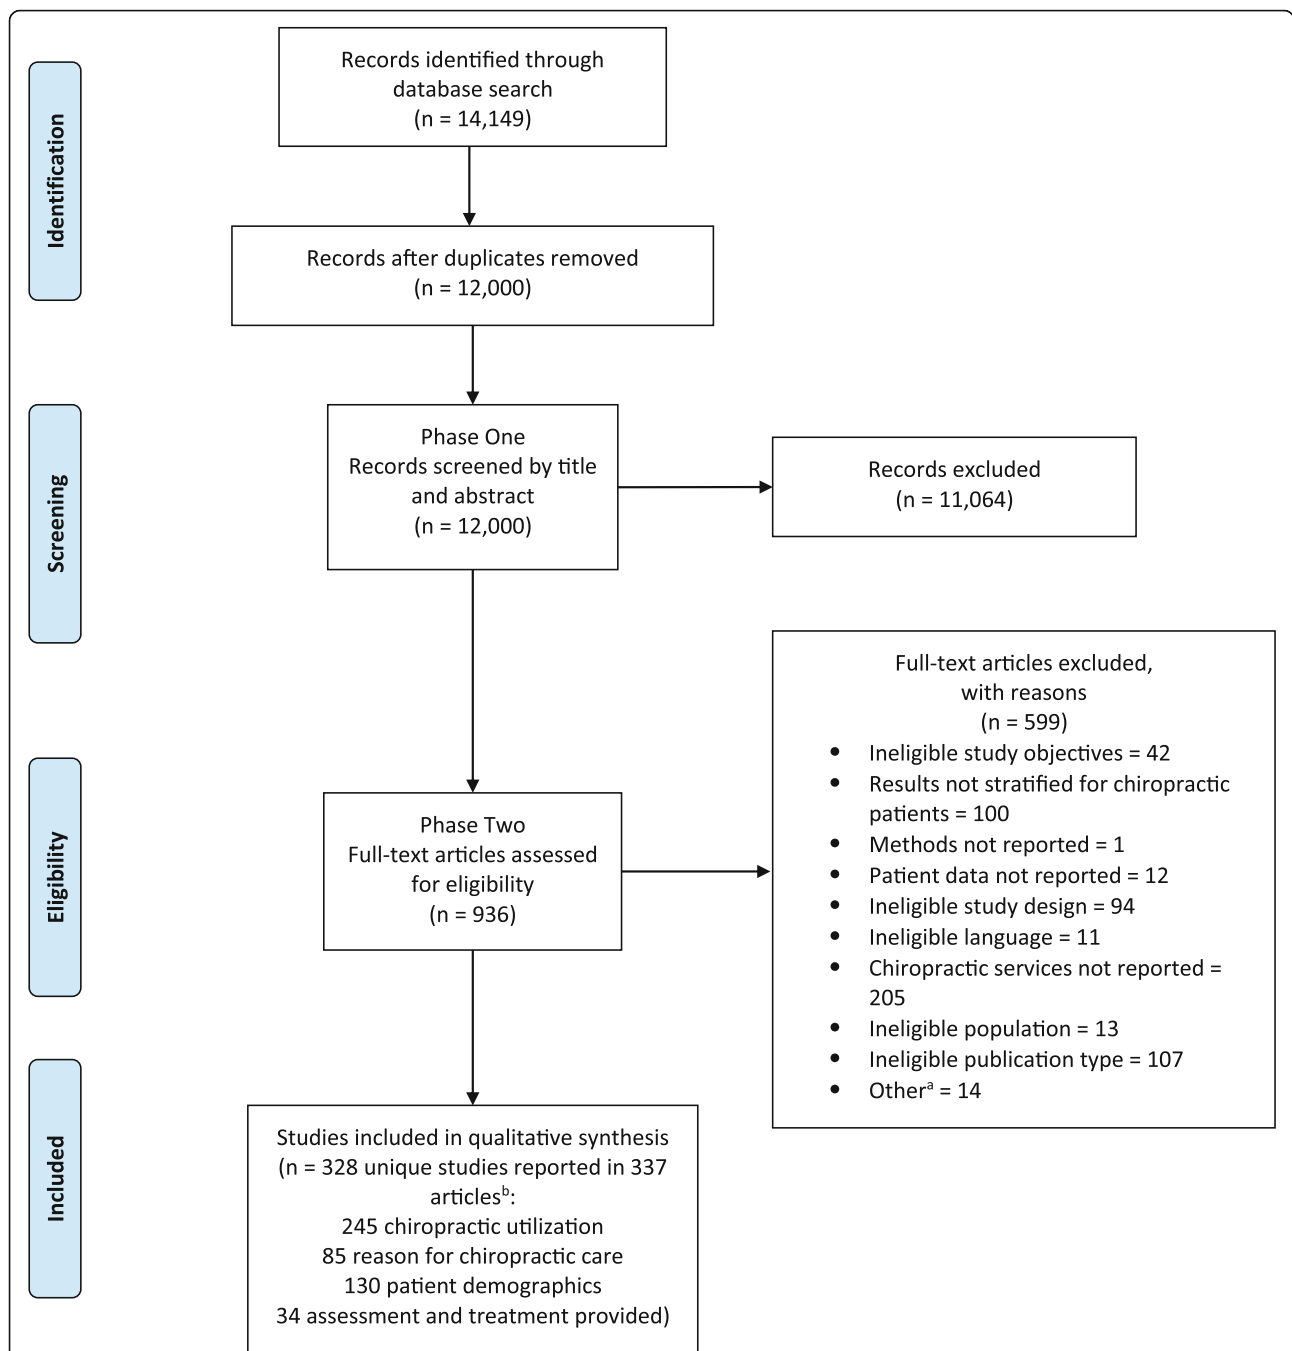 Identification
Records identified through
database search
(n = 14,149)
Records after duplicates removed
(n = 12,000)
Screening
Phase One
Records screened by title
and abstract
(n = 12,000)
Records excluded
(n = 11,064)
Eligibility
Phase Two
Full-text articles assessed
for eligibility
(n = 936)
Full-text articles excluded,
with reasons
(n = 599)
• Ineligible study objectives = 42
• Results not stratified for chiropractic
patients = 100
• Methods not reported = 1
• Patient data not reported = 12
• Ineligible study design = 94
• Ineligible language = 11
• Chiropractic services not reported =
205
• Ineligible population = 13
• Ineligible publication type = 107
• Otherᵃ = 14
Included
Studies included in qualitative synthesis
(n = 328 unique studies reported in 337
articlesᵇ:
245 chiropractic utilization
85 reason for chiropractic care
130 patient demographics
34 assessment and treatment provided)